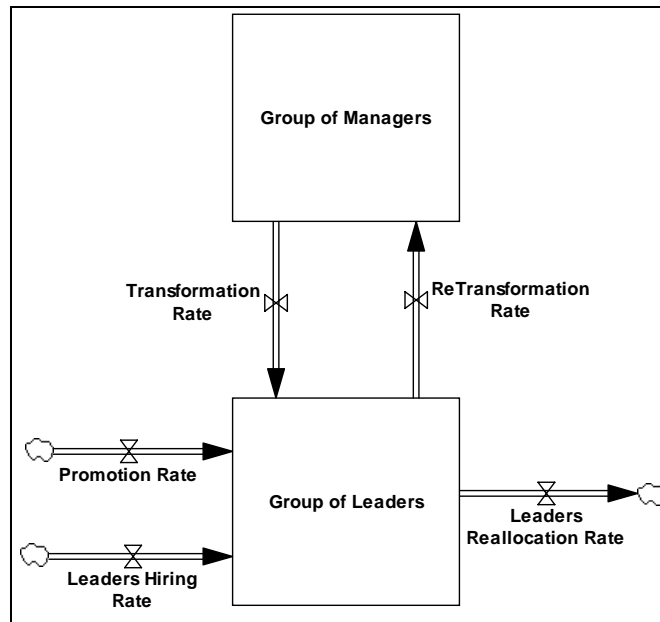 Group of Managers
Transformation
Rate
ReTransformation
Rate
Promotion Rate
Group of Leaders
Leaders
Reallocation Rate
Leaders Hiring
Rate